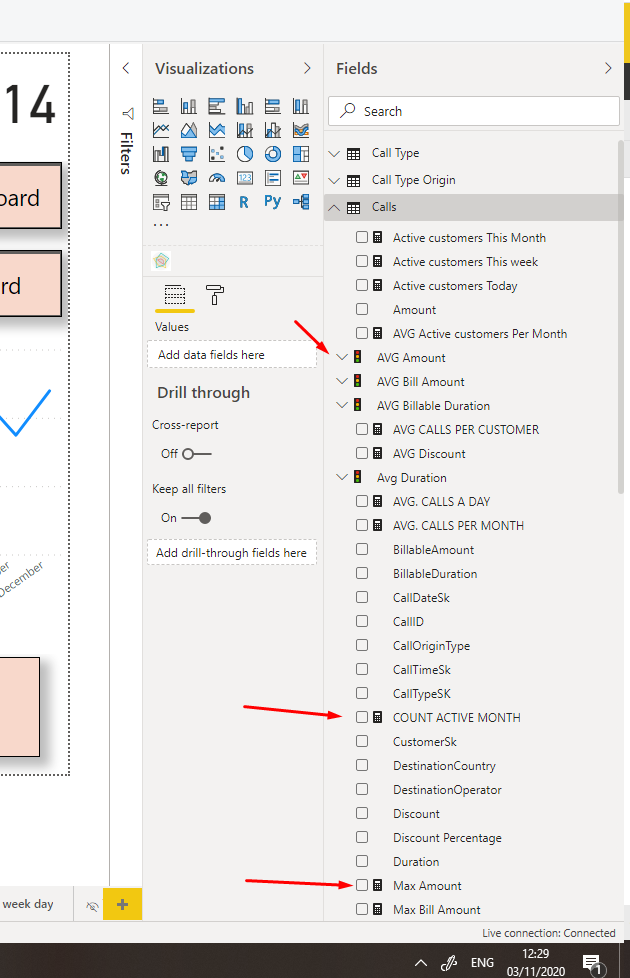 14
oard
rd
er
December
week day
Filters
Visualizations
R
Py
Values
Add data fields here
Drill through
Cross-report
Off
Keep all filters
On
Add drill-through fields here
Fields
Search
Call Type
Call Type Origin
Calls
Active customers This Month
Active customers This week
Active customers Today
Amount
AVG Active customers Per Month
AVG Amount
AVG Bill Amount
AVG Billable Duration
AVG CALLS PER CUSTOMER
AVG Discount
Avg Duration
AVG. CALLS A DAY
AVG. CALLS PER MONTH
BillableAmount
BillableDuration
CallDateSk
CallID
CallOriginType
CallTimeSk
CallTypeSK
COUNT ACTIVE MONTH
CustomerSk
DestinationCountry
DestinationOperator
Discount
Discount Percentage
Duration
Max Amount
Max Bill Amount
Live connection: Connected
ENG
12:29
03/11/2020
1